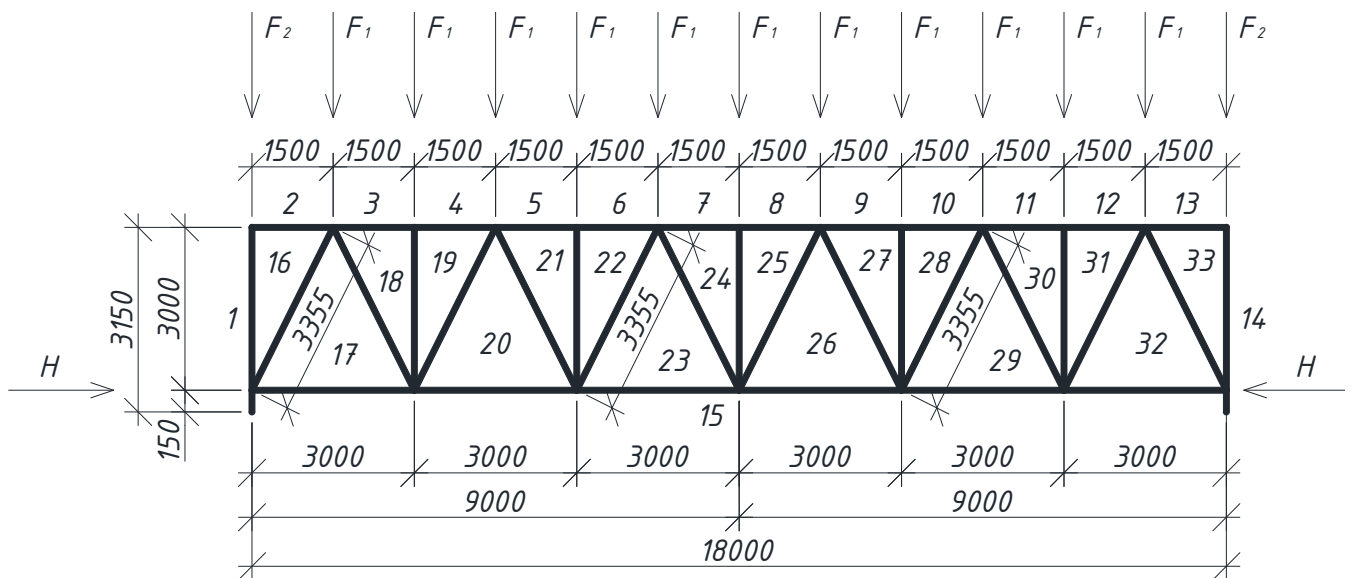 F₂ F₁ F₁ F₁ F₁ F₁ F₁ F₁ F₁ F₁ F₁ F₁ F₂
1500 1500 1500 1500 1500 1500 1500 1500 1500 1500 1500 1500
2 3 4 5 6 7 8 9 10 11 12 13
16 18 19 21 22 24 25 27 28 30 31 33
3150 3000 1 3355 3355 3355 14
17 20 23 26 29 32
H H
150 15
3000 3000 3000 3000 3000 3000
9000 9000
18000